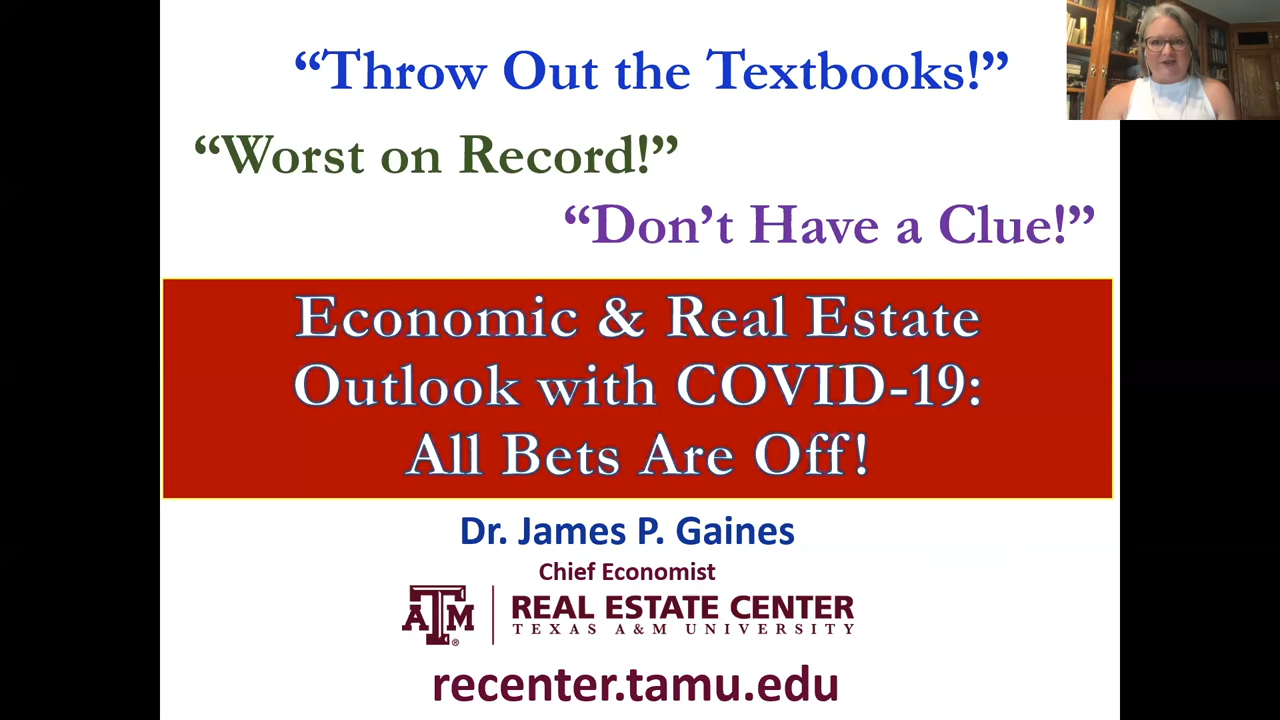 “Throw Out the Textbooks!”
“Worst on Record!”
“Don’t Have a Clue!”
Economic & Real Estate
Outlook with COVID-19:
All Bets Are Off!
Dr. James P. Gaines
Chief Economist
ATM® REAL ESTATE CENTER
TEXAS A&M UNIVERSITY
recenter.tamu.edu